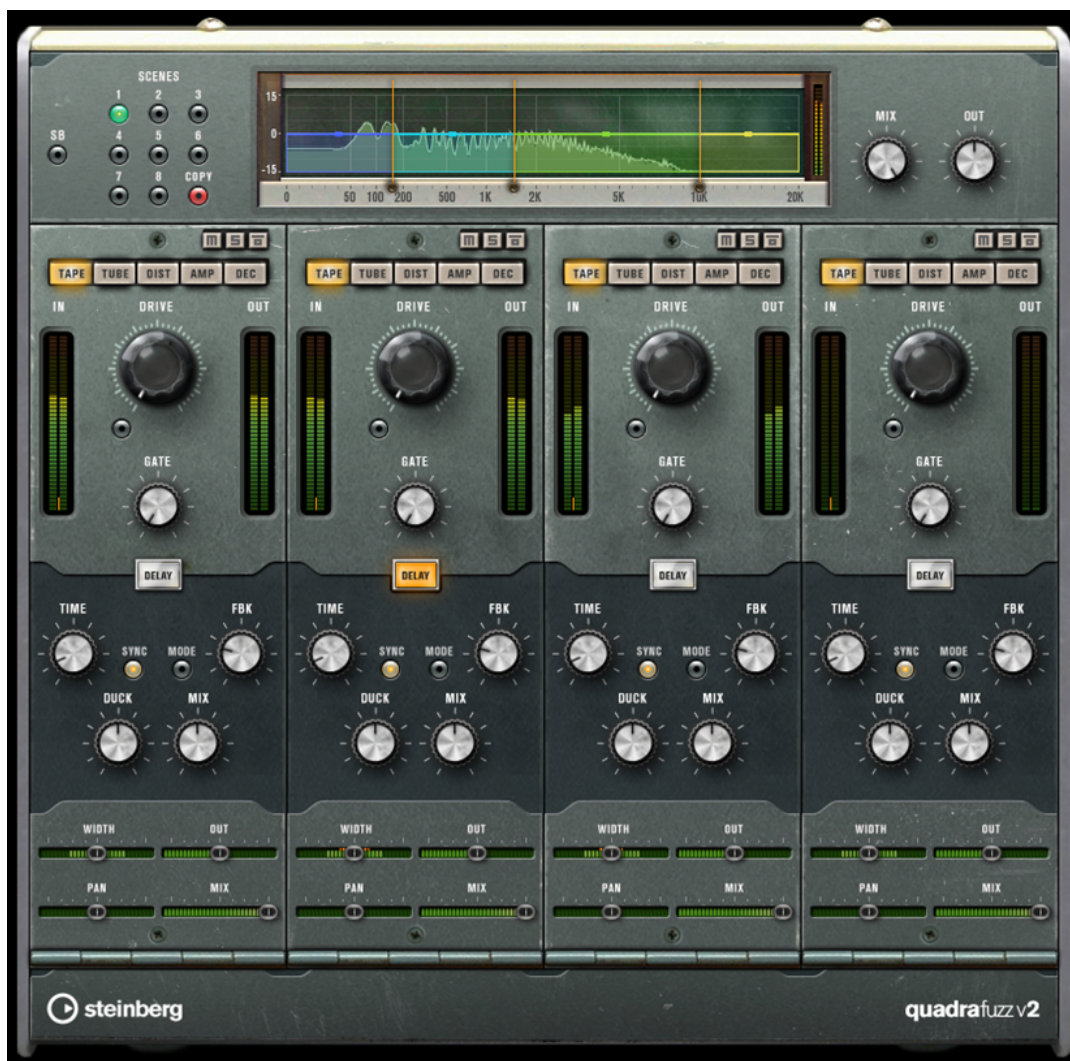 SCENES
1 2 3
SB 4 5 6
7 8 COPY
15
0
-15
0 50 100 200 500 1K 2K 5K 10K 20K
MIX OUT
M S
M S
M S
M S
TAPE TUBE DIST AMP DEC
TAPE TUBE DIST AMP DEC
TAPE TUBE DIST AMP DEC
TAPE TUBE DIST AMP DEC
IN DRIVE OUT
IN DRIVE OUT
IN DRIVE OUT
IN DRIVE OUT
GATE
GATE
GATE
GATE
DELAY
DELAY
DELAY
DELAY
TIME FBK
TIME FBK
TIME FBK
TIME FBK
SYNC MODE
SYNC MODE
SYNC MODE
SYNC MODE
DUCK MIX
DUCK MIX
DUCK MIX
DUCK MIX
WIDTH OUT
WIDTH OUT
WIDTH OUT
WIDTH OUT
PAN MIX
PAN MIX
PAN MIX
PAN MIX
steinberg
quadrafuzz v2